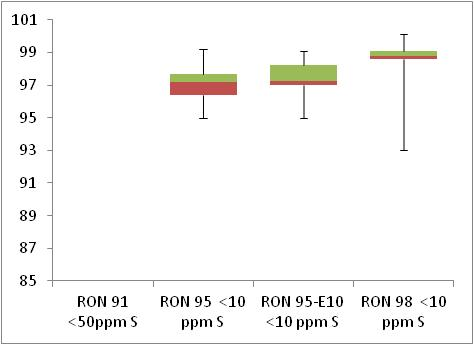 101
99
97
95
93
91
89
87
85
RON 91 <50ppm S
RON 95 <10 ppm S
RON 95-E10 <10 ppm S
RON 98 <10 ppm S